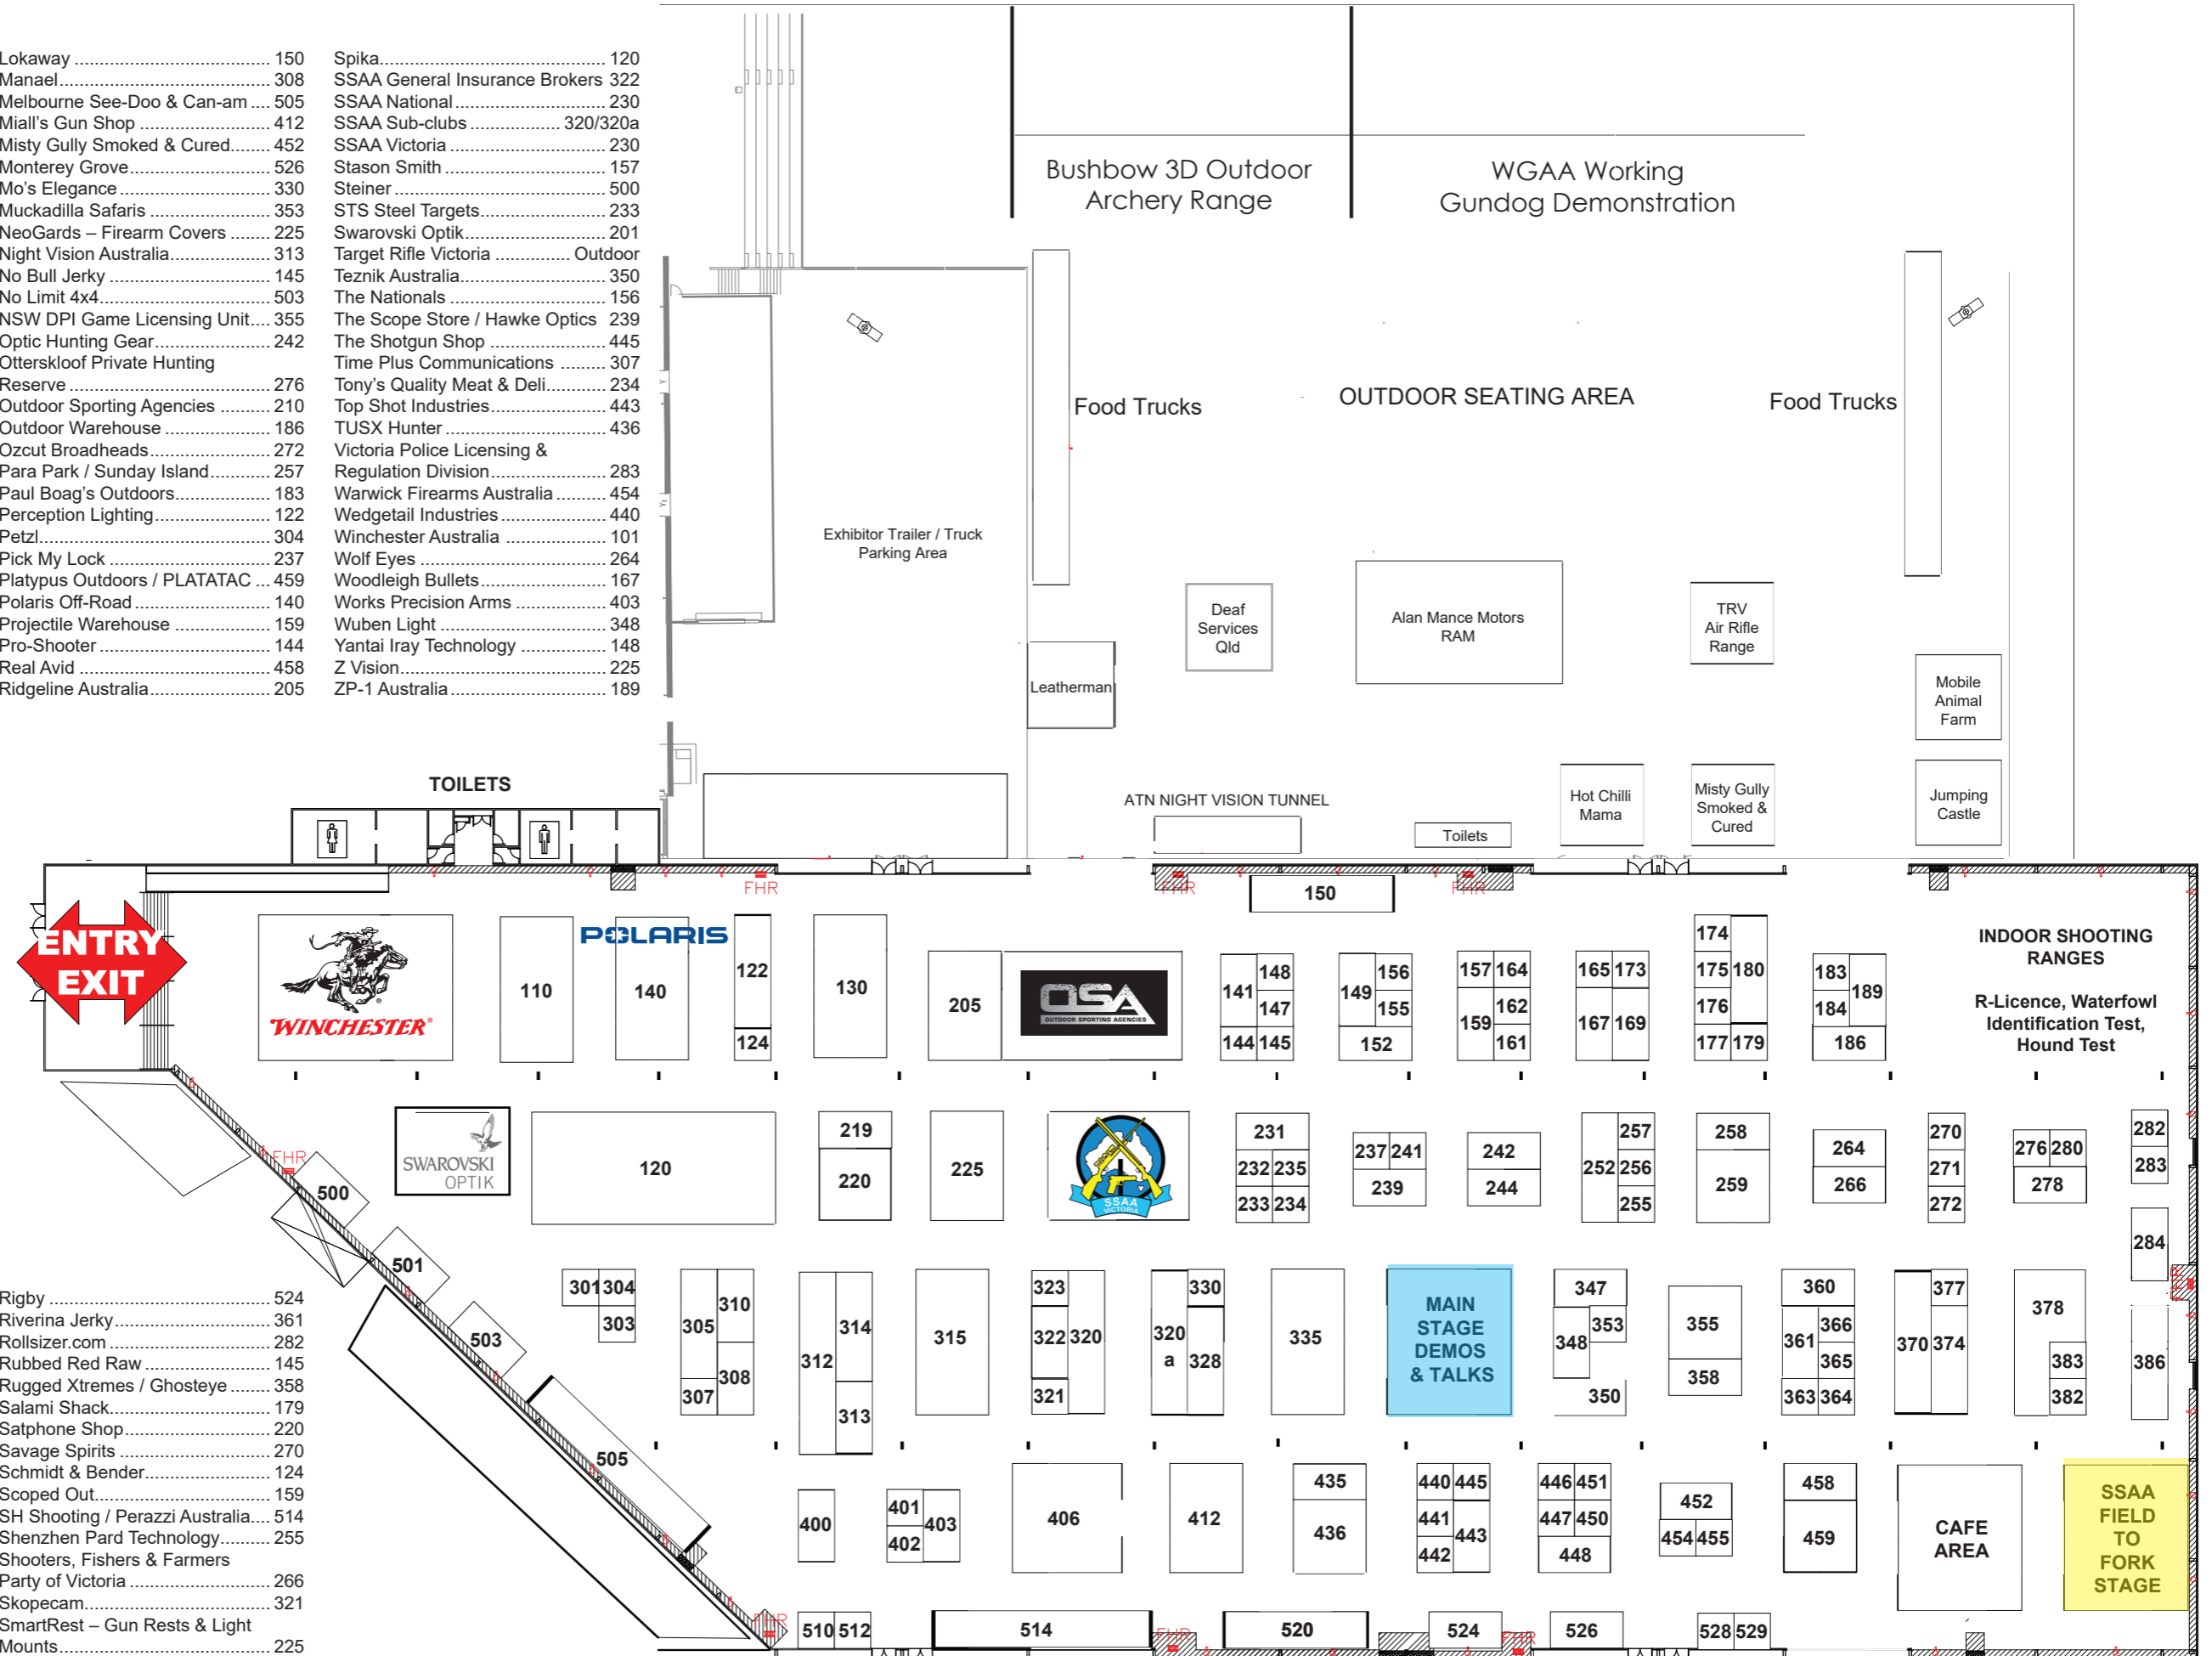 Lokaway ....................................... 150
Manael.......................................... 308
Melbourne See-Doo & Can-am .... 505
Miall's Gun Shop .......................... 412
Misty Gully Smoked & Cured........ 452
Monterey Grove............................ 526
Mo's Elegance.............................. 330
Muckadilla Safaris ........................ 353
NeoGards – Firearm Covers ........ 225
Night Vision Australia.................... 313
No Bull Jerky ................................ 145
No Limit 4x4.................................. 503
NSW DPI Game Licensing Unit.... 355
Optic Hunting Gear....................... 242
Otterskloof Private Hunting
Reserve ......................................... 276
Outdoor Sporting Agencies .......... 210
Outdoor Warehouse ..................... 186
Ozcut Broadheads........................ 272
Para Park / Sunday Island............ 257
Paul Boag's Outdoors................... 183
Perception Lighting....................... 122
Petzl.............................................. 304
Pick My Lock ................................ 237
Platypus Outdoors / PLATATAC ... 459
Polaris Off-Road ........................... 140
Projectile Warehouse ................... 159
Pro-Shooter .................................. 144
Real Avid ...................................... 458
Ridgeline Australia........................ 205
Spika............................................. 120
SSAA General Insurance Brokers 322
SSAA National.............................. 230
SSAA Sub-clubs .................. 320/320a
SSAA Victoria ............................... 230
Stason Smith ................................ 157
Steiner .......................................... 500
STS Steel Targets......................... 233
Swarovski Optik............................ 201
Target Rifle Victoria ............... Outdoor
Teznik Australia............................. 350
The Nationals ............................... 156
The Scope Store / Hawke Optics 239
The Shotgun Shop ....................... 445
Time Plus Communications ......... 307
Tony's Quality Meat & Deli............ 234
Top Shot Industries....................... 443
TUSX Hunter ................................ 436
Victoria Police Licensing &
Regulation Division....................... 283
Warwick Firearms Australia .......... 454
Wedgetail Industries..................... 440
Winchester Australia .................... 101
Wolf Eyes ..................................... 264
Woodleigh Bullets......................... 167
Works Precision Arms .................. 403
Wuben Light ................................. 348
Yantai Iray Technology ................. 148
Z Vision......................................... 225
ZP-1 Australia............................... 189
Bushbow 3D Outdoor
Archery Range
WGAA Working
Gundog Demonstration
Food Trucks
OUTDOOR SEATING AREA
Food Trucks
Exhibitor Trailer / Truck
Parking Area
Deaf
Services
Qld
Alan Mance Motors
RAM
TRV
Air Rifle
Range
Leatherman
Mobile
Animal
Farm
Hot Chilli
Mama
Misty Gully
Smoked &
Cured
Jumping
Castle
ATN NIGHT VISION TUNNEL
Toilets
TOILETS
FHR
FHR
FHR
150
ENTRY
EXIT
WINCHESTER®
110
POLARIS
140
122
124
130
205
OSA
OUTDOOR SPORTING AGENCIES
141 148
147
144 145
149 156
155
152
157 164
159 162
161
165 173
167 169
174
175 180
176
177 179
183
184 189
186
INDOOR SHOOTING
RANGES
R-Licence, Waterfowl
Identification Test,
Hound Test
FHR
500
SWAROVSKI
OPTIK
120
219
220
225
SSAA
VICTORIA
231
232 235
233 234
237 241
239
242
244
257
252 256
255
258
259
264
266
270
271
272
276 280
278
282
283
284
FHR
501
503
505
301 304
303
305 310
307 308
312 314
313
315
323
322 320
321
320
a
330
328
335
MAIN
STAGE
DEMOS
& TALKS
347
348 353
350
355
358
360
361 366
365
363 364
377
370 374
378
383
382
386
400
401
402 403
406
412
435
436
440 445
441 443
442
446 451
447 450
448
452
454 455
458
459
CAFE
AREA
SSAA
FIELD
TO
FORK
STAGE
FHR
510 512
514
FHR
520
524
FHR
526
528 529
Rigby ............................................. 524
Riverina Jerky............................... 361
Rollsizer.com ................................ 282
Rubbed Red Raw ......................... 145
Rugged Xtremes / Ghosteye ........ 358
Salami Shack................................ 179
Satphone Shop............................. 220
Savage Spirits .............................. 270
Schmidt & Bender......................... 124
Scoped Out................................... 159
SH Shooting / Perazzi Australia.... 514
Shenzhen Pard Technology.......... 255
Shooters, Fishers & Farmers
Party of Victoria ............................ 266
Skopecam..................................... 321
SmartRest – Gun Rests & Light
Mounts........................................... 225